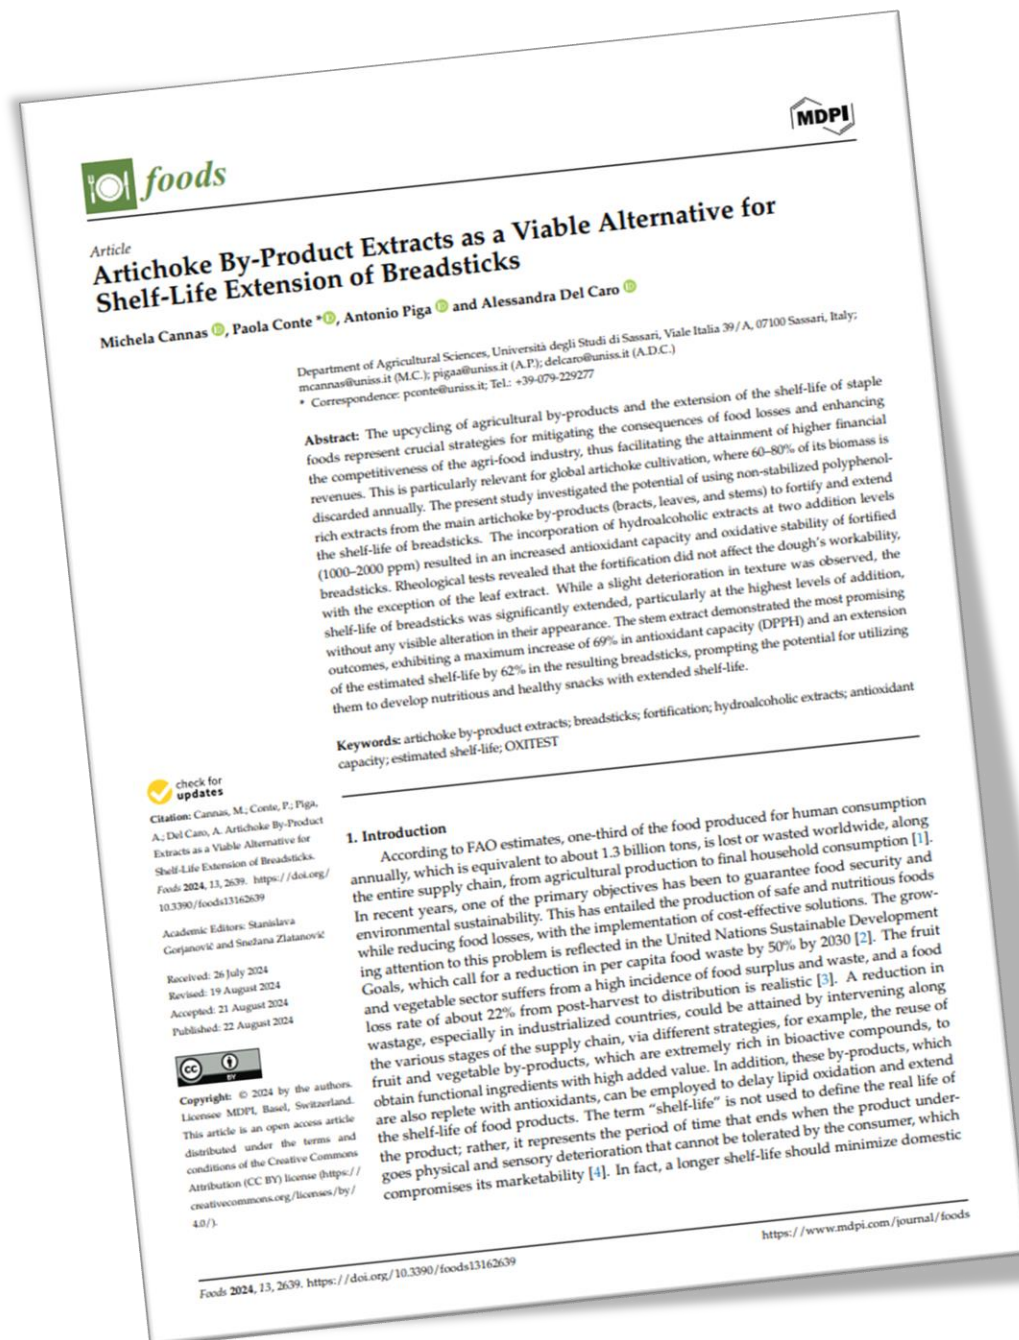 MDPI
foods
Article
Artichoke By-Product Extracts as a Viable Alternative for
Shelf-Life Extension of Breadsticks
Michela Cannas , Paola Conte * , Antonio Piga and Alessandra Del Caro
Department of Agricultural Sciences, Università degli Studi di Sassari, Viale Italia 39/A, 07100 Sassari, Italy;
mcannas@uniss.it (M.C.); pigaa@uniss.it (A.P.); delcaro@uniss.it (A.D.C.)
* Correspondence: pconte@uniss.it; Tel.: +39-079-229277
Abstract: The upcycling of agricultural by-products and the extension of the shelf-life of staple
foods represent crucial strategies for mitigating the consequences of food losses and enhancing
the competitiveness of the agri-food industry, thus facilitating the attainment of higher financial
revenues. This is particularly relevant for global artichoke cultivation, where 60–80% of its biomass is
discarded annually. The present study investigated the potential of using non-stabilized polyphenol-
rich extracts from the main artichoke by-products (bracts, leaves, and stems) to fortify and extend
the shelf-life of breadsticks. The incorporation of hydroalcoholic extracts at two addition levels
(1000–2000 ppm) resulted in an increased antioxidant capacity and oxidative stability of fortified
breadsticks. Rheological tests revealed that the fortification did not affect the dough's workability,
with the exception of the leaf extract. While a slight deterioration in texture was observed, the
shelf-life of breadsticks was significantly extended, particularly at the highest levels of addition,
without any visible alteration in their appearance. The stem extract demonstrated the most promising
outcomes, exhibiting a maximum increase of 69% in antioxidant capacity (DPPH) and an extension
of the estimated shelf-life by 62% in the resulting breadsticks, prompting the potential for utilizing
them to develop nutritious and healthy snacks with extended shelf-life.
Keywords: artichoke by-product extracts; breadsticks; fortification; hydroalcoholic extracts; antioxidant
capacity; estimated shelf-life; OXITEST
check for
updates
Citation: Cannas, M.; Conte, P.; Piga,
A.; Del Caro, A. Artichoke By-Product
Extracts as a Viable Alternative for
Shelf-Life Extension of Breadsticks.
Foods 2024, 13, 2639. https://doi.org/
10.3390/foods13162639
Academic Editors: Stanislava
Gorjanović and Snežana Zlatanović
Received: 26 July 2024
Revised: 19 August 2024
Accepted: 21 August 2024
Published: 22 August 2024
CC BY
Copyright: © 2024 by the authors.
Licensee MDPI, Basel, Switzerland.
This article is an open access article
distributed under the terms and
conditions of the Creative Commons
Attribution (CC BY) license (https://
creativecommons.org/licenses/by/
4.0/).
1. Introduction
According to FAO estimates, one-third of the food produced for human consumption
annually, which is equivalent to about 1.3 billion tons, is lost or wasted worldwide, along
the entire supply chain, from agricultural production to final household consumption [1].
In recent years, one of the primary objectives has been to guarantee food security and
environmental sustainability. This has entailed the production of safe and nutritious foods
while reducing food losses, with the implementation of cost-effective solutions. The grow-
ing attention to this problem is reflected in the United Nations Sustainable Development
Goals, which call for a reduction in per capita food waste by 50% by 2030 [2]. The fruit
and vegetable sector suffers from a high incidence of food surplus and waste, and a food
loss rate of about 22% from post-harvest to distribution is realistic [3]. A reduction in
wastage, especially in industrialized countries, could be attained by intervening along
the various stages of the supply chain, via different strategies, for example, the reuse of
fruit and vegetable by-products, which are extremely rich in bioactive compounds, to
obtain functional ingredients with high added value. In addition, these by-products, which
are also replete with antioxidants, can be employed to delay lipid oxidation and extend
the shelf-life of food products. The term "shelf-life" is not used to define the real life of
the product; rather, it represents the period of time that ends when the product under-
goes physical and sensory deterioration that cannot be tolerated by the consumer, which
compromises its marketability [4]. In fact, a longer shelf-life should minimize domestic
Foods 2024, 13, 2639. https://doi.org/10.3390/foods13162639
https://www.mdpi.com/journal/foods